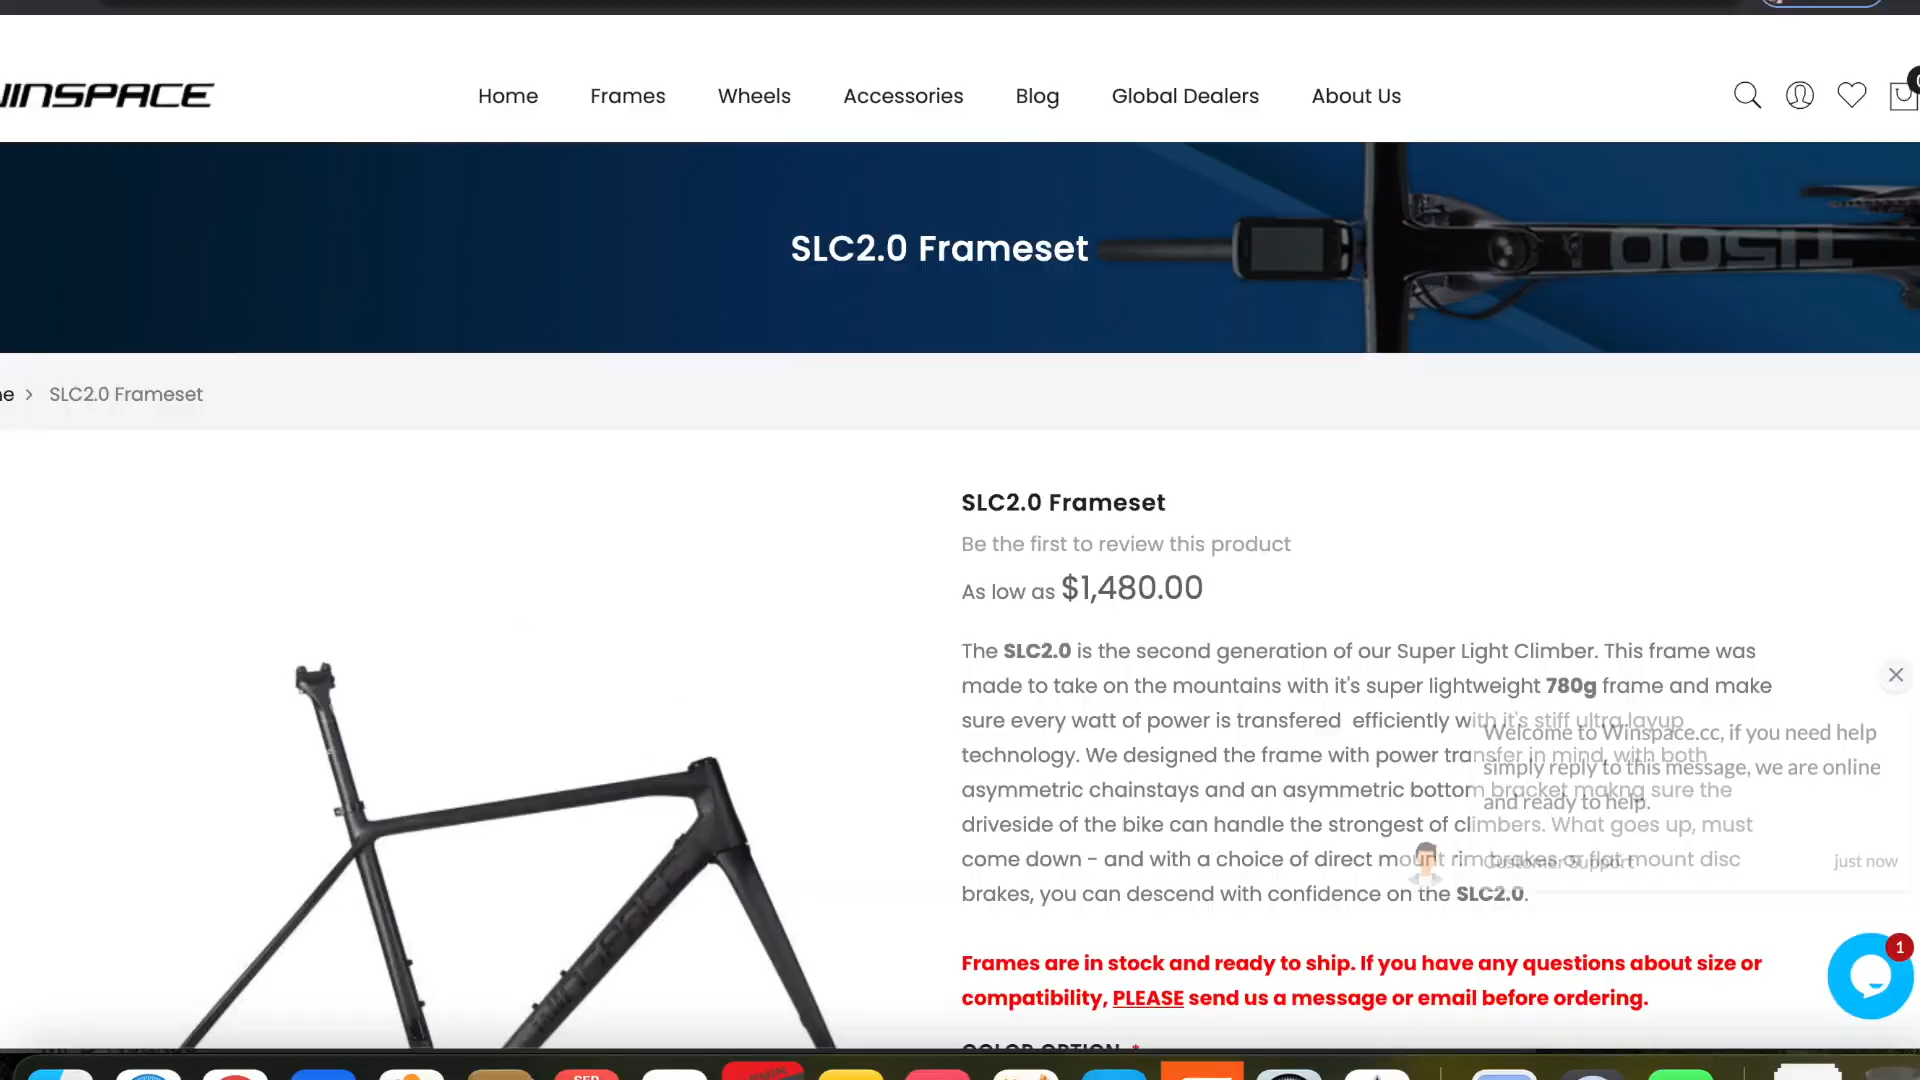 WINSPACE
Home Frames Wheels Accessories Blog Global Dealers About Us
SLC2.0 Frameset
TI500
SLC2.0 Frameset
SLC2.0 Frameset
Be the first to review this product
As low as $1,480.00
The SLC2.0 is the second generation of our Super Light Climber. This frame was
made to take on the mountains with it's super lightweight 780g frame and make
sure every watt of power is transfered efficiently with it's stiff ultra layup
technology. We designed the frame with power transfer in mind, with both
asymmetric chainstays and an asymmetric bottom bracket makng sure the
driveside of the bike can handle the strongest of climbers. What goes up, must
come down - and with a choice of direct mount rim brakes or flat mount disc
brakes, you can descend with confidence on the SLC2.0.
Welcome to Winspace.cc, if you need help
simply reply to this message, we are online
and ready to help.
Customer Support just now
1
Frames are in stock and ready to ship. If you have any questions about size or
compatibility, PLEASE send us a message or email before ordering.
COLOR OPTION *
WINSPACE
SEP